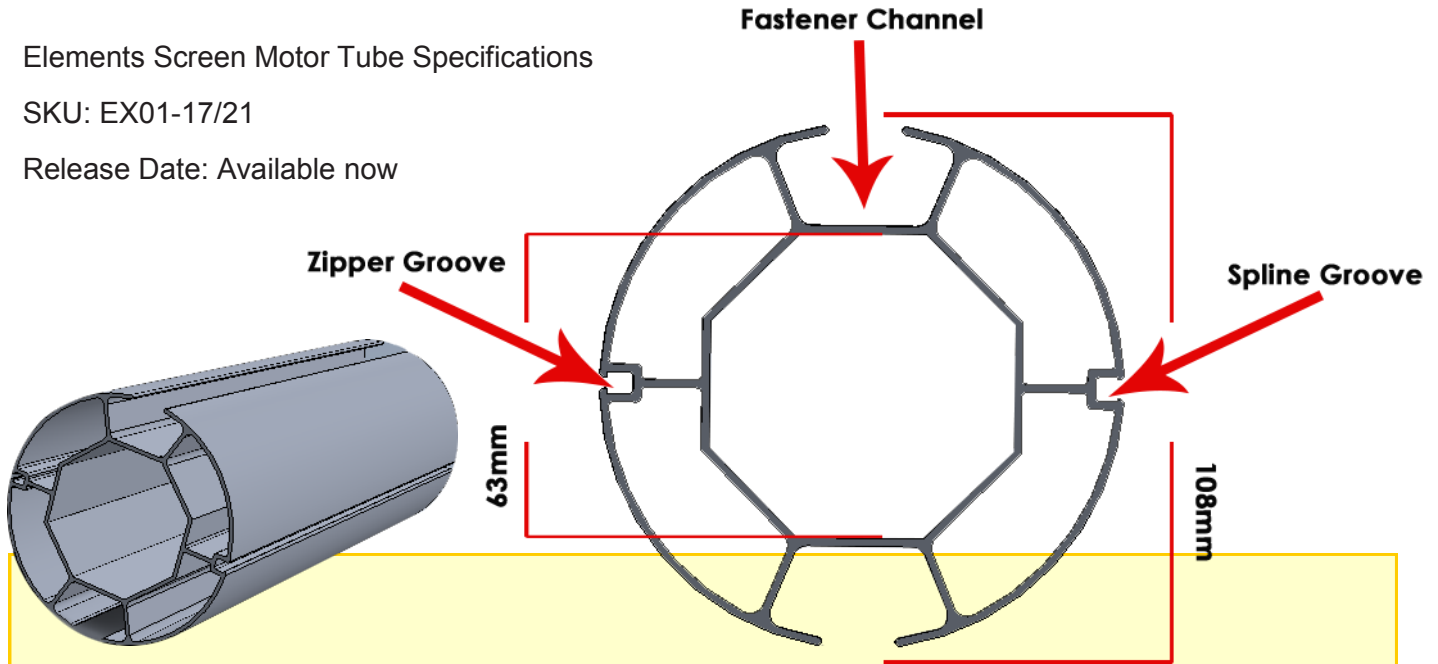 Fastener Channel
Elements Screen Motor Tube Specifications
SKU: EX01-17/21
Release Date: Available now
Zipper Groove
Spline Groove
63mm
108mm